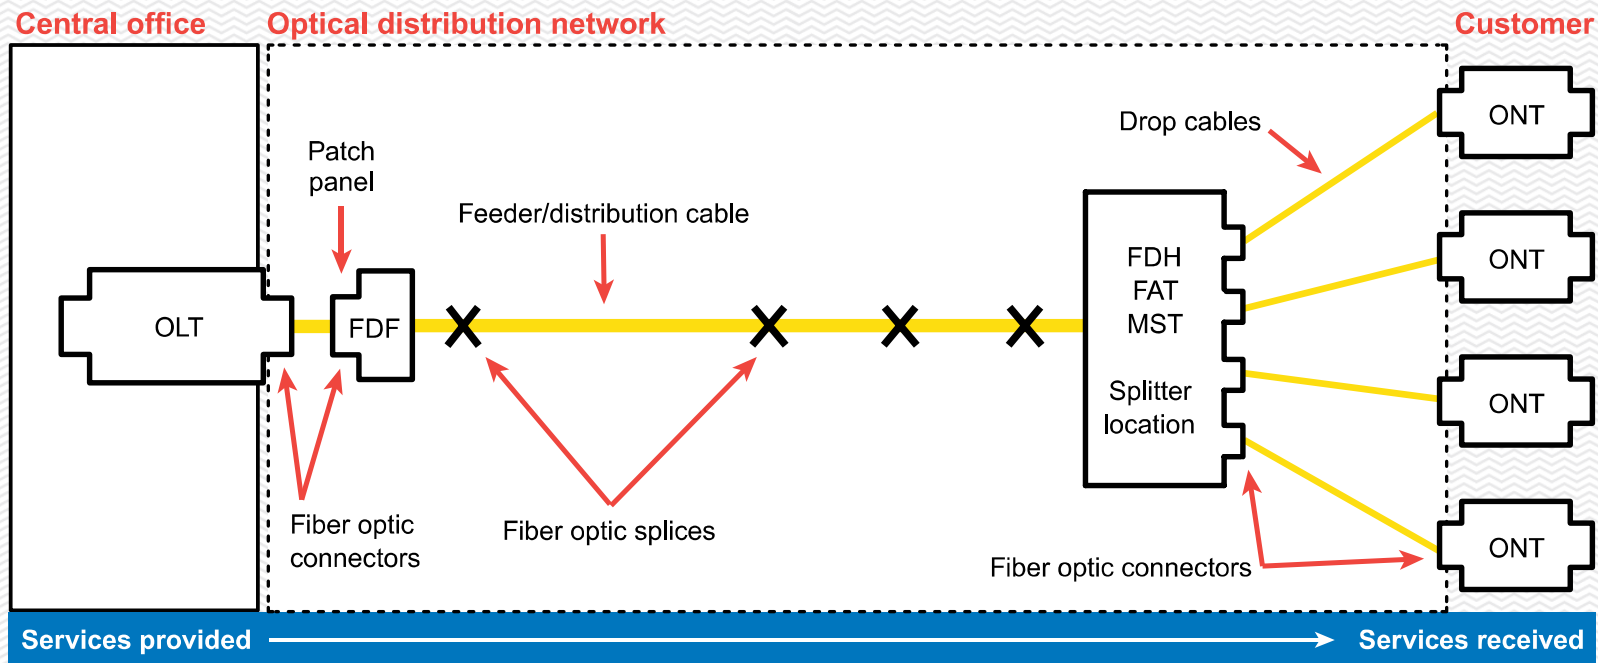 Central office
Optical distribution network
Customer
ONT
Drop cables
Patch
panel
Feeder/distribution cable
ONT
FDH
FAT
MST
OLT
FDF
Splitter
location
ONT
Fiber optic
connectors
Fiber optic splices
ONT
Fiber optic connectors
Services provided
Services received